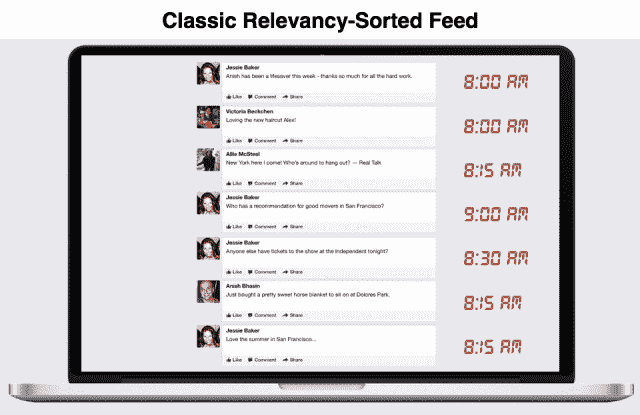 Classic Relevancy-Sorted Feed
Jessie Baker
Anish has been a lifesaver this week - thanks so much for all the hard work.
Like Comment Share
8:00 AM
Victoria Beckchen
Loving the new haircut Alex!
Like Comment Share
8:00 AM
Allie McSteel
New York here I come! Who's around to hang out? — Real Talk
Like Comment Share
8:15 AM
Jessie Baker
Who has a recommendation for good movers in San Francisco?
Like Comment Share
9:00 AM
Jessie Baker
Anyone else have tickets to the show at the Independent tonight?
Like Comment Share
8:30 AM
Anish Bhasin
Just bought a pretty sweet horse blanket to sit on at Dolores Park.
Like Comment Share
8:15 AM
Jessie Baker
Love the summer in San Francisco...
Like Comment Share
8:15 AM